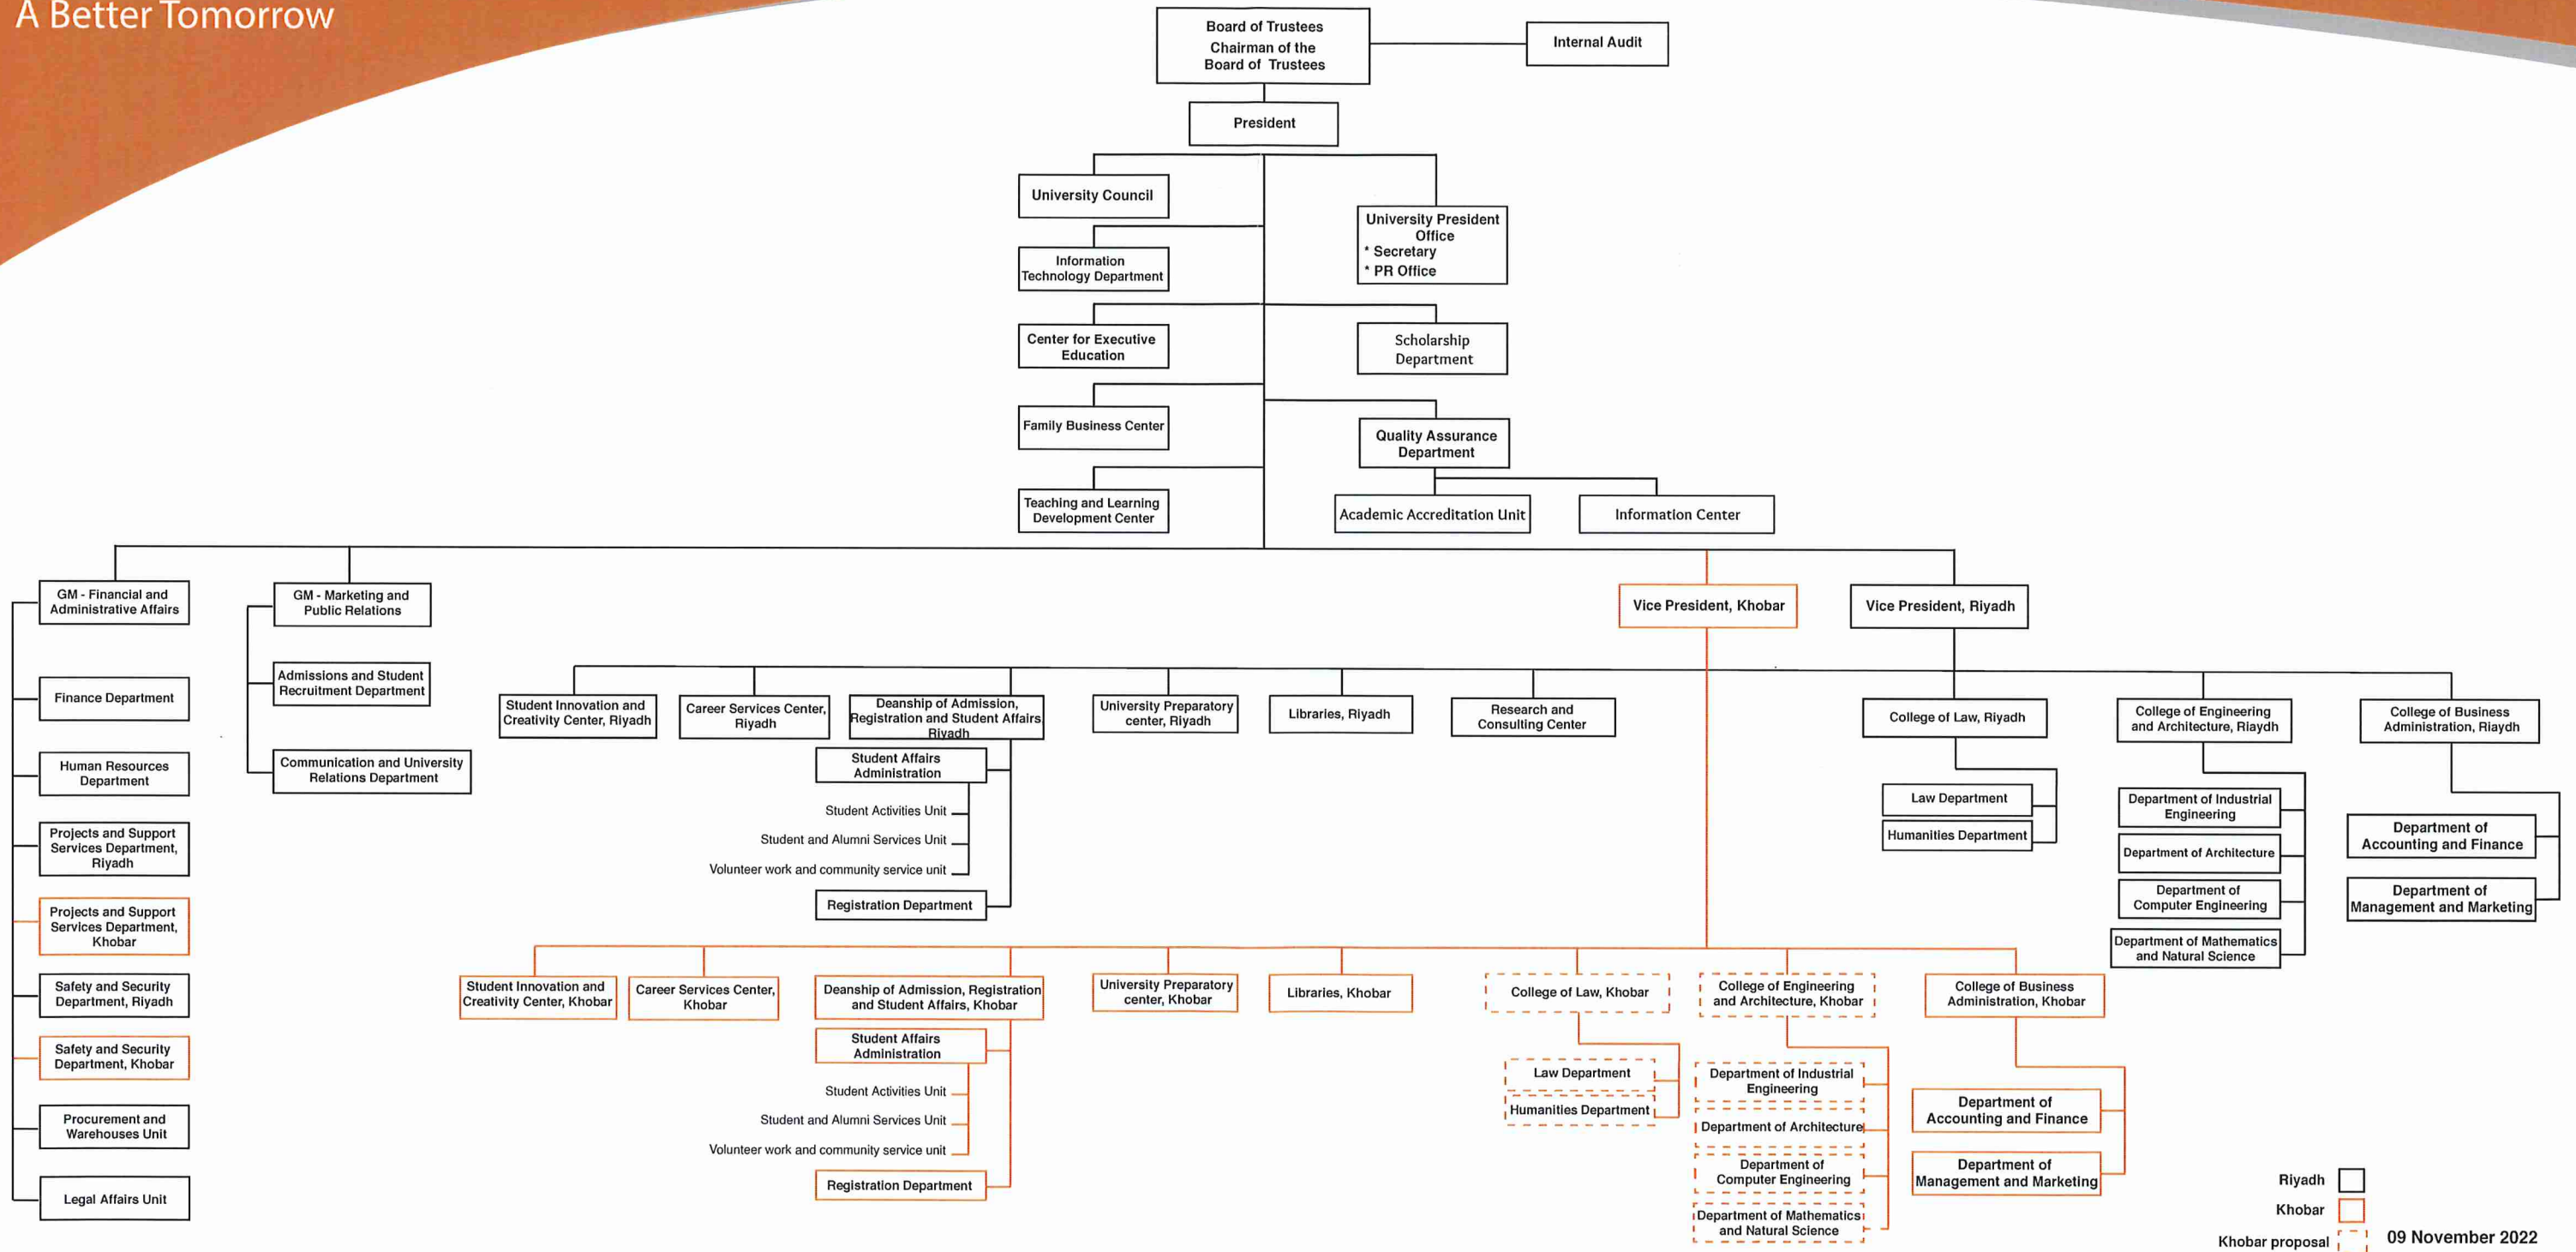 A Better Tomorrow
Board of Trustees
Chairman of the
Board of Trustees
Internal Audit
President
University Council
University President
Office
* Secretary
* PR Office
Information
Technology Department
Center for Executive
Education
Scholarship
Department
Family Business Center
Quality Assurance
Department
Teaching and Learning
Development Center
Academic Accreditation Unit
Information Center
GM - Financial and
Administrative Affairs
GM - Marketing and
Public Relations
Vice President, Khobar
Vice President, Riyadh
Finance Department
Human Resources
Department
Projects and Support
Services Department,
Riyadh
Projects and Support
Services Department,
Khobar
Safety and Security
Department, Riyadh
Safety and Security
Department, Khobar
Procurement and
Warehouses Unit
Legal Affairs Unit
Admissions and Student
Recruitment Department
Communication and University
Relations Department
Student Innovation and
Creativity Center, Riyadh
Career Services Center,
Riyadh
Deanship of Admission,
Registration and Student Affairs
Riyadh
University Preparatory
center, Riyadh
Libraries, Riyadh
Research and
Consulting Center
College of Law, Riyadh
College of Engineering
and Architecture, Riaydh
College of Business
Administration, Riaydh
Student Affairs
Administration
Student Activities Unit
Student and Alumni Services Unit
Volunteer work and community service unit
Registration Department
Law Department
Humanities Department
Department of Industrial
Engineering
Department of Architecture
Department of
Computer Engineering
Department of Mathematics
and Natural Science
Department of
Accounting and Finance
Department of
Management and Marketing
Student Innovation and
Creativity Center, Khobar
Career Services Center,
Khobar
Deanship of Admission, Registration
and Student Affairs, Khobar
University Preparatory
center, Khobar
Libraries, Khobar
College of Law, Khobar
College of Engineering
and Architecture, Khobar
College of Business
Administration, Khobar
Student Affairs
Administration
Student Activities Unit
Student and Alumni Services Unit
Volunteer work and community service unit
Registration Department
Law Department
Humanities Department
Department of Industrial
Engineering
Department of Architecture
Department of
Computer Engineering
Department of Mathematics
and Natural Science
Department of
Accounting and Finance
Department of
Management and Marketing
Riyadh
Khobar
Khobar proposal
09 November 2022